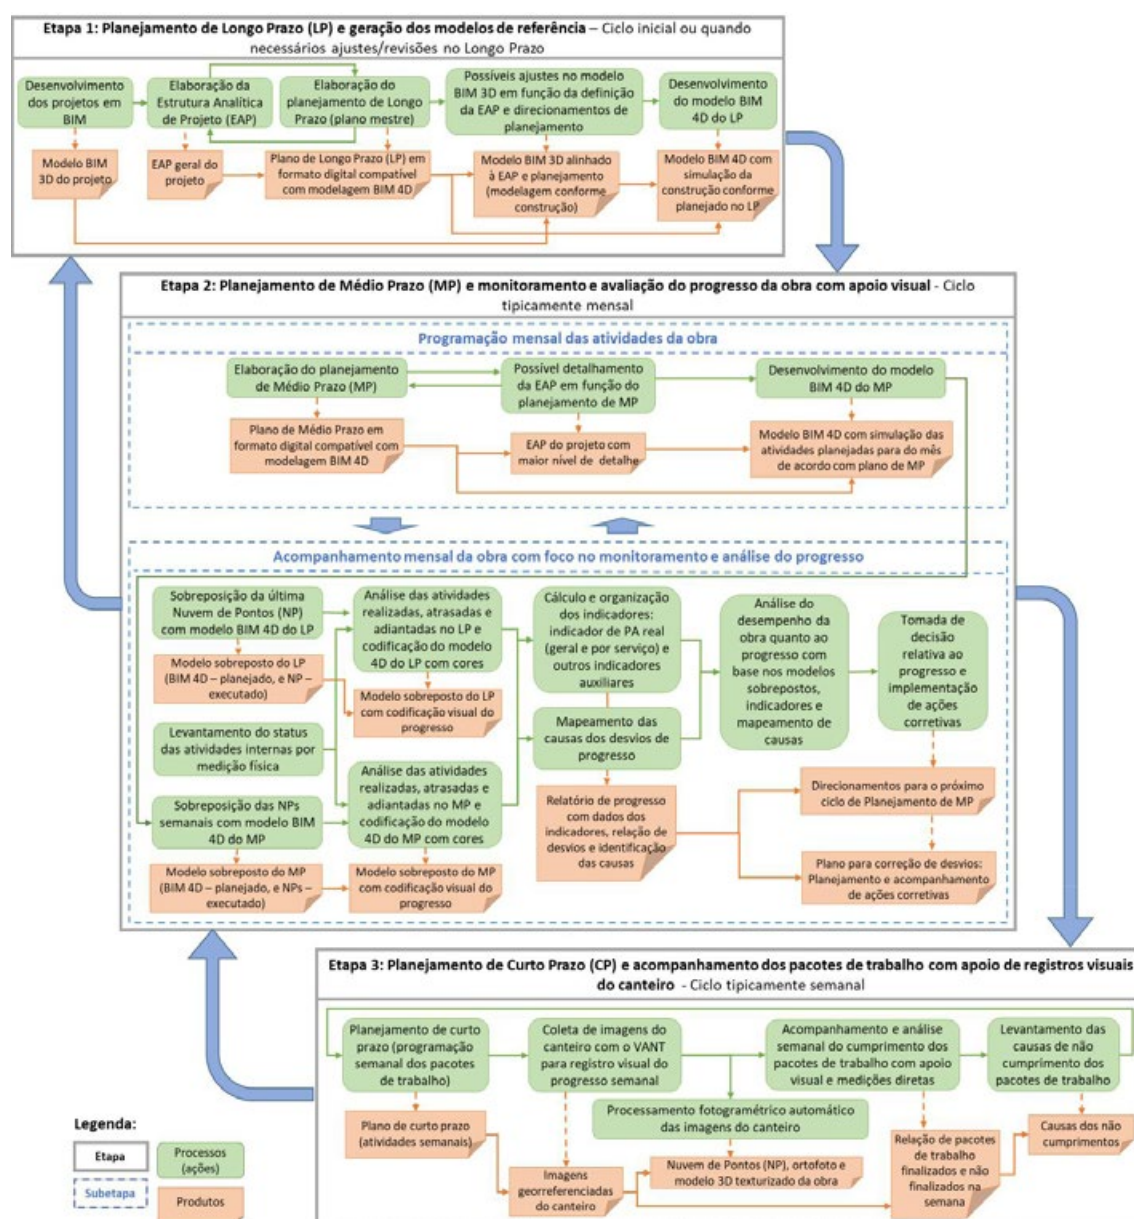 Etapa 1: Planejamento de Longo Prazo (LP) e geração dos modelos de referência – Ciclo inicial ou quando
necessários ajustes/revisões no Longo Prazo
Desenvolvimento
dos projetos em
BIM
Elaboração da
Estrutura Analítica
de Projeto (EAP)
Elaboração do
planejamento de Longo
Prazo (plano mestre)
Possíveis ajustes no modelo
BIM 3D em função da definição
da EAP e direcionamentos de
planejamento
Desenvolvimento
do modelo BIM
4D do LP
Modelo BIM
3D do projeto
EAP geral do
projeto
Plano de Longo Prazo (LP) em
formato digital compatível
com modelagem BIM 4D
Modelo BIM 3D alinhado
à EAP e planejamento
(modelagem conforme
construção)
Modelo BIM 4D com
simulação da
construção conforme
planejado no LP
Etapa 2: Planejamento de Médio Prazo (MP) e monitoramento e avaliação do progresso da obra com apoio visual - Ciclo
tipicamente mensal
Programação mensal das atividades da obra
Elaboração do planejamento
de Médio Prazo (MP)
Possível detalhamento
da EAP em função do
planejamento de MP
Desenvolvimento do modelo
BIM 4D do MP
Plano de Médio Prazo em
formato digital compatível com
modelagem BIM 4D
EAP do projeto com
maior nível de detalhe
Modelo BIM 4D com simulação das
atividades planejadas para do mês
de acordo com plano de MP
Acompanhamento mensal da obra com foco no monitoramento e análise do progresso
Sobreposição da última
Nuvem de Pontos (NP)
com modelo BIM 4D do LP
Análise das atividades
realizadas, atrasadas e
adiantadas no LP e
codificação do modelo
4D do LP com cores
Cálculo e organização
dos indicadores:
indicador de PA real
(geral e por serviço) e
outros indicadores
auxiliares
Análise do
desempenho da
obra quanto ao
progresso com
base nos modelos
sobrepostos,
indicadores e
mapeamento de
causas
Tomada de
decisão
relativa ao
progresso e
implementação
de ações
corretivas
Modelo sobreposto do LP
(BIM 4D – planejado, e NP –
executado)
Modelo sobreposto do LP
com codificação visual do
progresso
Levantamento do status
das atividades internas por
medição física
Mapeamento das
causas dos desvios de
progresso
Sobreposição das NPs
semanais com modelo BIM
4D do MP
Análise das atividades
realizadas, atrasadas e
adiantadas no MP e
codificação do modelo
4D do MP com cores
Relatório de progresso
com dados dos
indicadores, relação de
desvios e identificação
das causas
Direcionamentos para o próximo
ciclo de Planejamento de MP
Modelo sobreposto do MP
(BIM 4D – planejado, e NPs –
executado)
Modelo sobreposto do MP
com codificação visual do
progresso
Plano para correção de desvios:
Planejamento e acompanhamento
de ações corretivas
Etapa 3: Planejamento de Curto Prazo (CP) e acompanhamento dos pacotes de trabalho com apoio de registros visuais
do canteiro - Ciclo tipicamente semanal
Planejamento de curto
prazo (programação
semanal dos pacotes
de trabalho)
Coleta de imagens do
canteiro com o VANT
para registro visual do
progresso semanal
Acompanhamento e análise
semanal do cumprimento dos
pacotes de trabalho com apoio
visual e medições diretas
Levantamento das
causas de não
cumprimento dos
pacotes de trabalho
Processamento fotogramétrico automático
das imagens do canteiro
Plano de curto prazo
(atividades semanais)
Imagens
georreferenciadas
do canteiro
Nuvem de Pontos (NP), ortofoto e
modelo 3D texturizado da obra
Relação de pacotes
de trabalho
finalizados e não
finalizados na
semana
Causas dos não
cumprimentos
Legenda:
Etapa
Processos
(ações)
Subetapa
Produtos